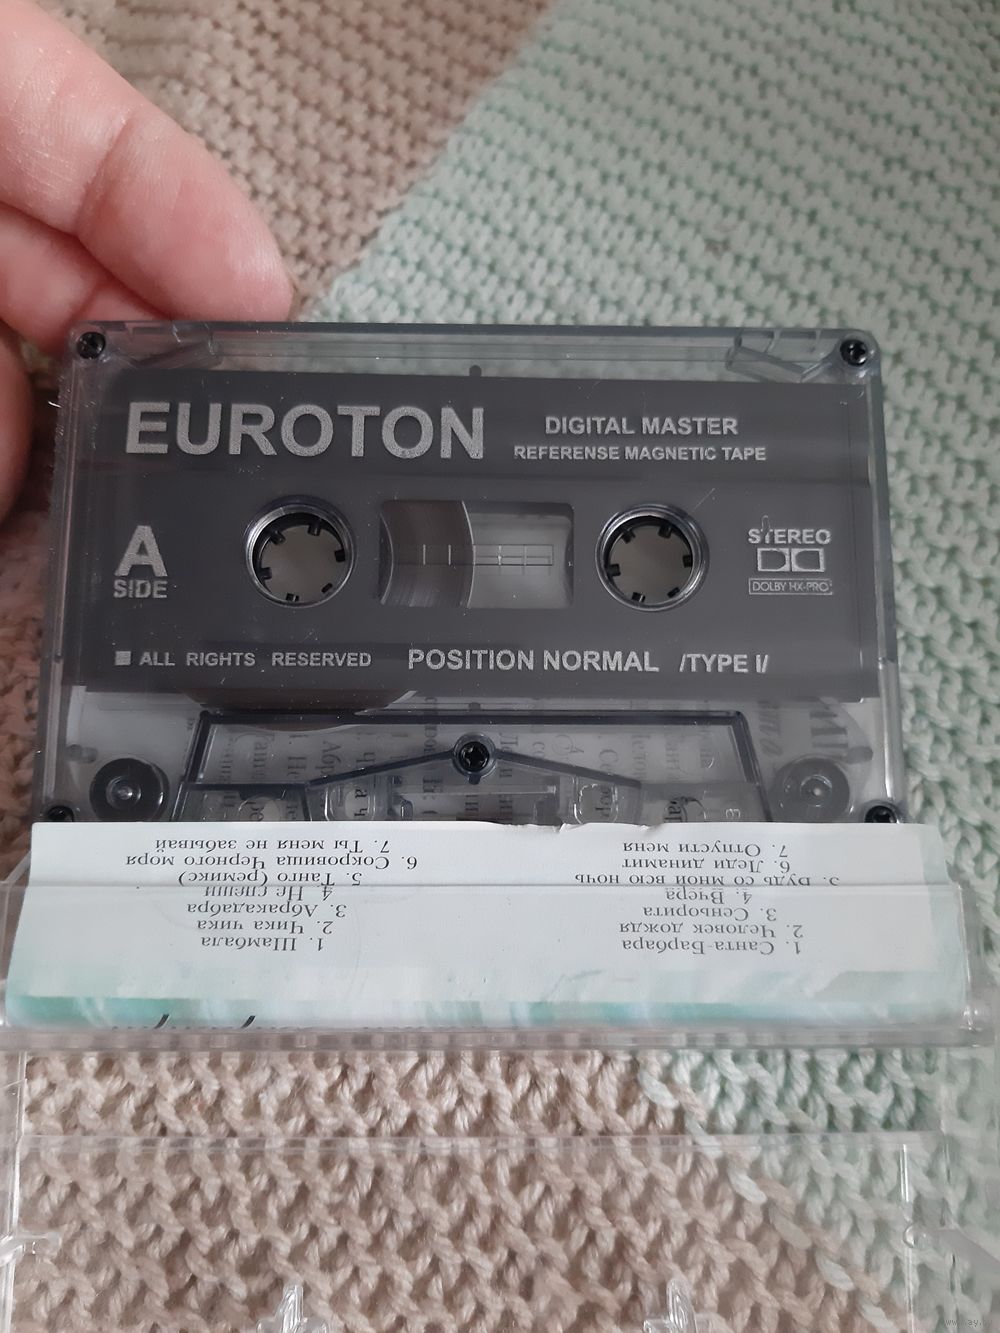 EUROTON
DIGITAL MASTER
REFERENSE MAGNETIC TAPE
A
SIDE
STEREO
DOLBY HX-PRO
ALL RIGHTS RESERVED
POSITION NORMAL /TYPE I/
1. Санта-Барбара
2. Человек дождя
3. Сеньорита
4. Вчера
5. Будь со мной всю ночь
6. Леди динамит
7. Отпусти меня
1. Шамбала
2. Чика чика
3. Абракадабра
4. Не спеши
5. Танго (ремикс)
6. Сокровища Черного моря
7. Ты меня не забывай